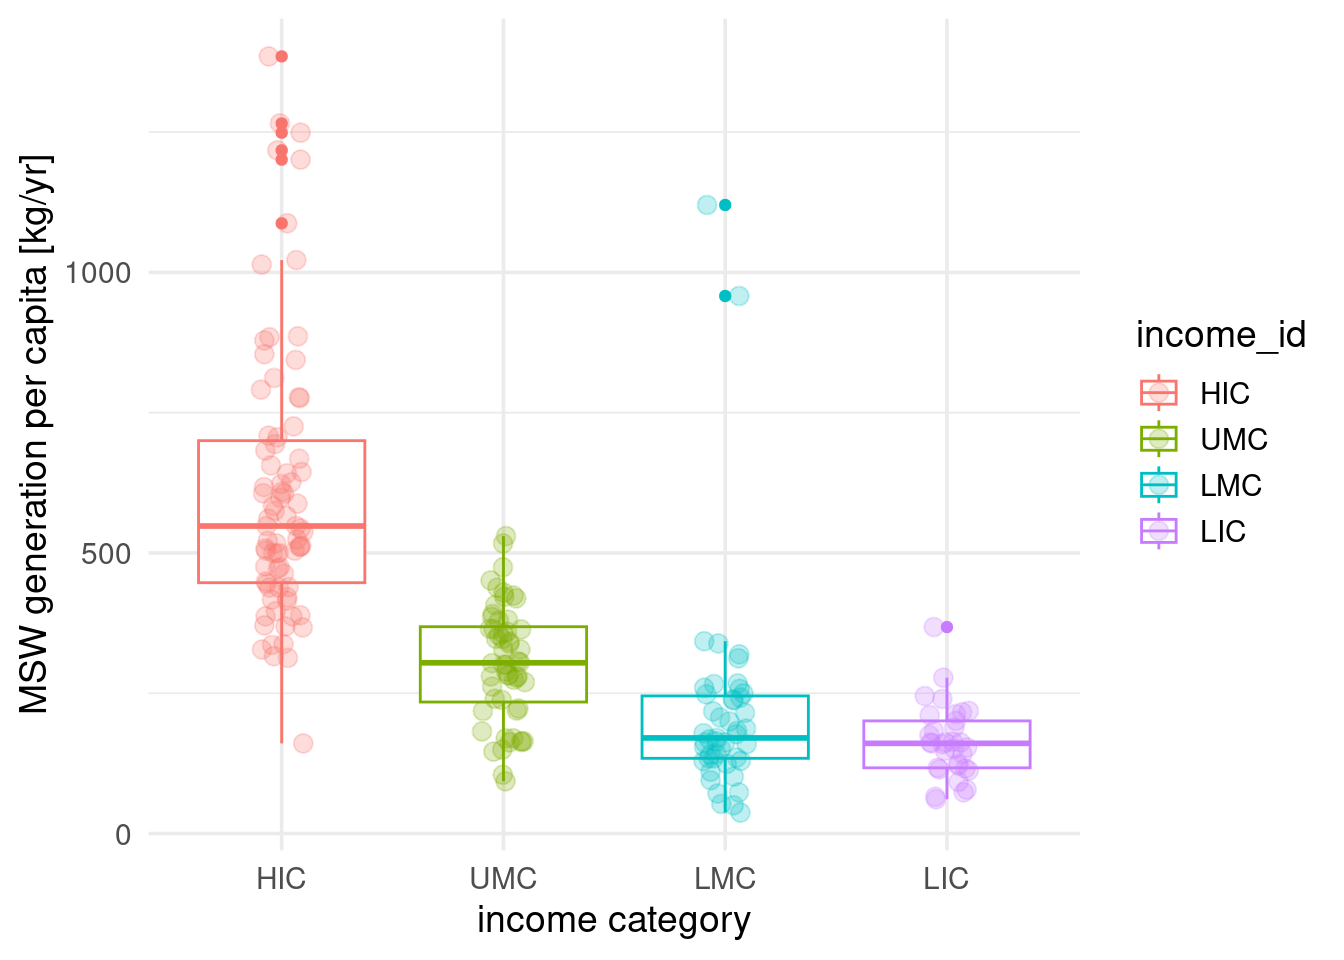 MSW generation per capita [kg/yr]
1000
500
0
HIC
UMC
LMC
LIC
income category
income_id
HIC
UMC
LMC
LIC